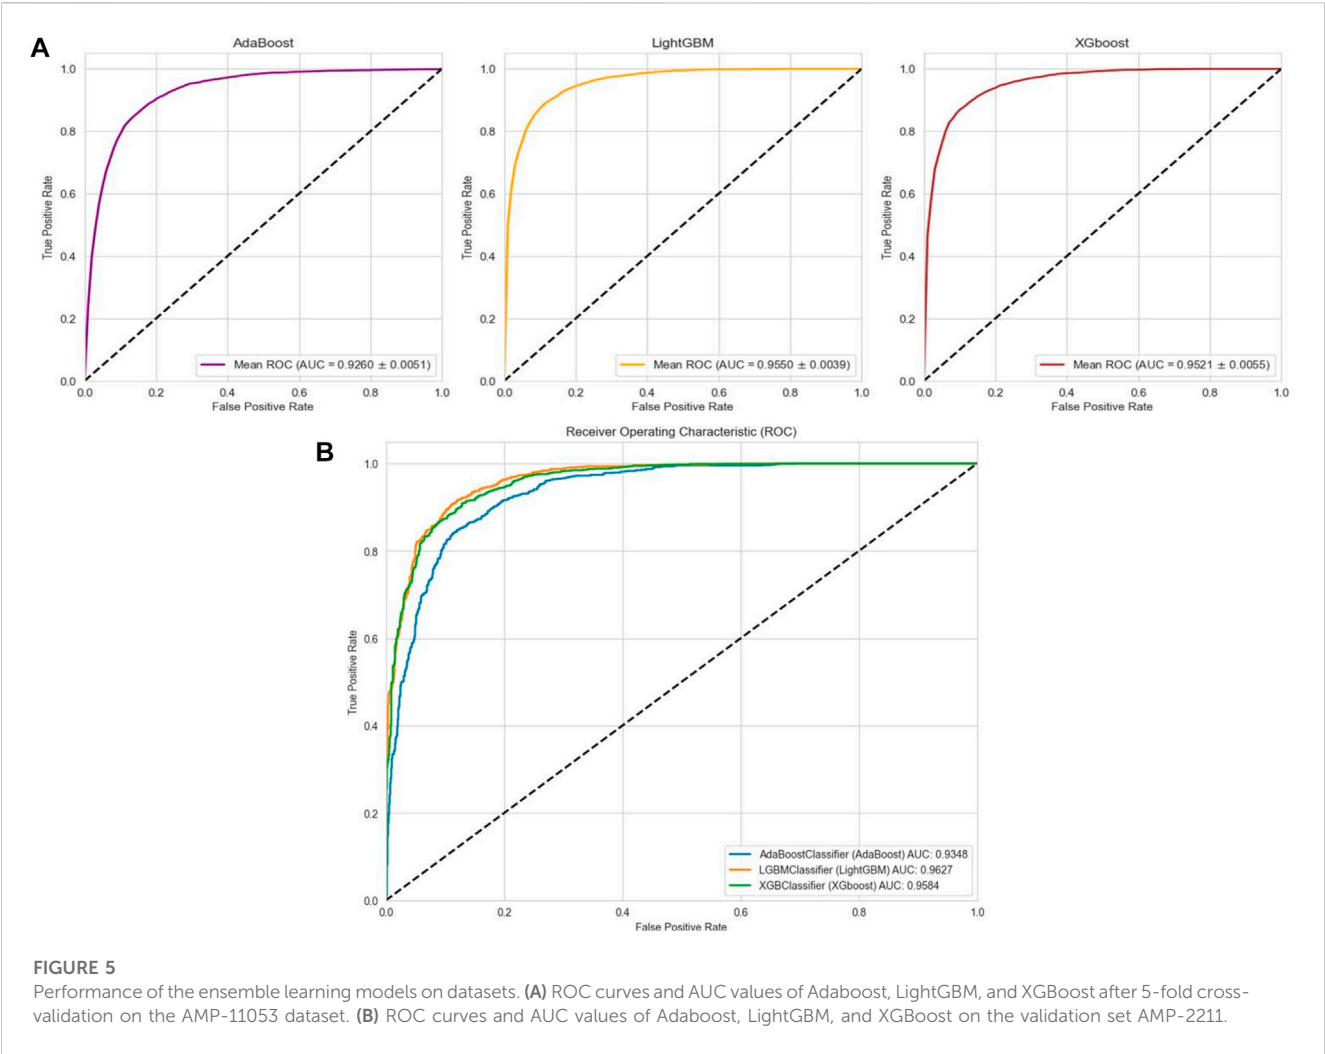 A
AdaBoost
1.0
0.8
0.6
0.4
0.2
0.0
True Positive Rate
Mean ROC (AUC = 0.9260 ± 0.0051)
0.0 0.2 0.4 0.6 0.8 1.0
False Positive Rate
LightGBM
1.0
0.8
0.6
0.4
0.2
0.0
True Positive Rate
Mean ROC (AUC = 0.9550 ± 0.0039)
0.0 0.2 0.4 0.6 0.8 1.0
False Positive Rate
XGboost
1.0
0.8
0.6
0.4
0.2
0.0
True Positive Rate
Mean ROC (AUC = 0.9521 ± 0.0055)
0.0 0.2 0.4 0.6 0.8 1.0
False Positive Rate
B
Receiver Operating Characteristic (ROC)
1.0
0.8
0.6
0.4
0.2
0.0
True Positive Rate
AdaBoostClassifier (AdaBoost) AUC: 0.9348
LGBMClassifier (LightGBM) AUC: 0.9627
XGBClassifier (XGboost) AUC: 0.9584
0.0 0.2 0.4 0.6 0.8 1.0
False Positive Rate
FIGURE 5
Performance of the ensemble learning models on datasets. (A) ROC curves and AUC values of Adaboost, LightGBM, and XGBoost after 5-fold cross-
validation on the AMP-11053 dataset. (B) ROC curves and AUC values of Adaboost, LightGBM, and XGBoost on the validation set AMP-2211.